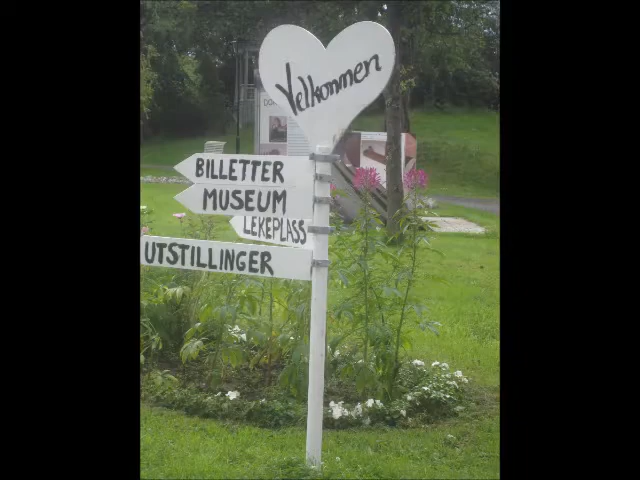 Velkommen
BILLETTER
MUSEUM
LEKEPLASS
UTSTILLINGER